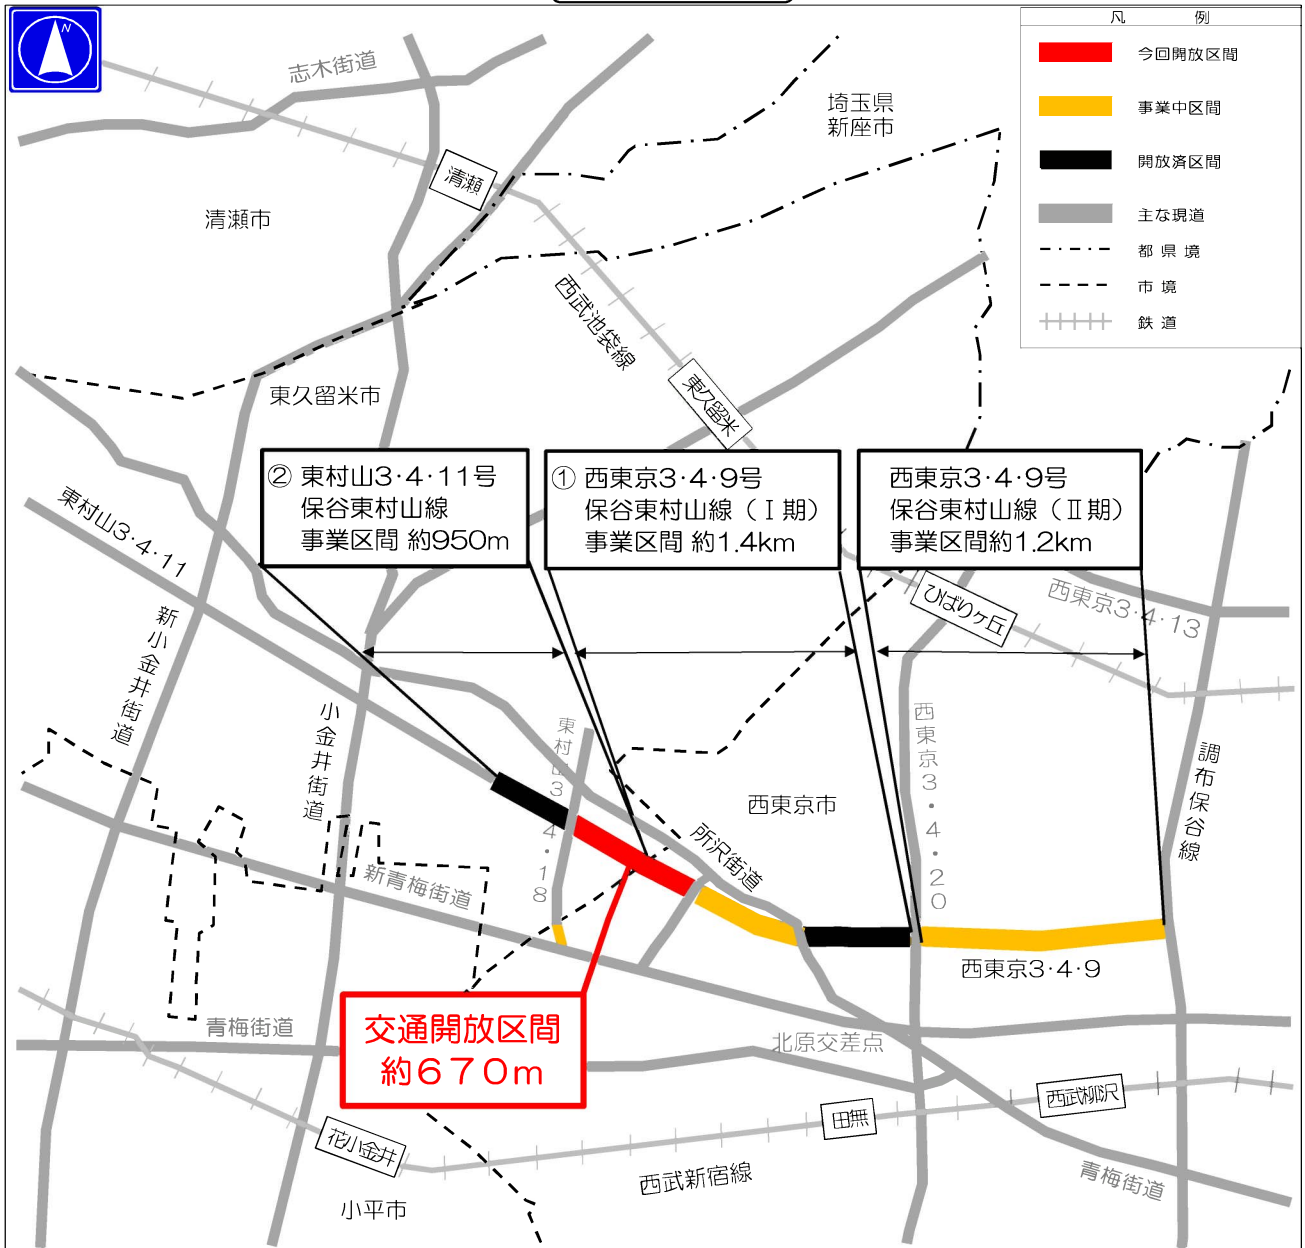 N
凡 例
今回開放区間
事業中区間
開放済区間
主な現道
都県境
市境
鉄道
志木街道
埼玉県
新座市
清瀬
清瀬市
西武池袋線
東久留米
東久留米市
② 東村山3・4・11号
保谷東村山線
事業区間 約950m
① 西東京3・4・9号
保谷東村山線（Ⅰ期）
事業区間 約1.4km
西東京3・4・9号
保谷東村山線（Ⅱ期）
事業区間約1.2km
東村山3・4・11
ひばりヶ丘
西東京3・4・13
新小金井街道
小金井街道
東村山3・4・18
西東京3・4・20
調布保谷線
西東京市
所沢街道
新青梅街道
西東京3・4・9
青梅街道
交通開放区間
約670m
北原交差点
西武柳沢
田無
花小金井
西武新宿線
青梅街道
小平市